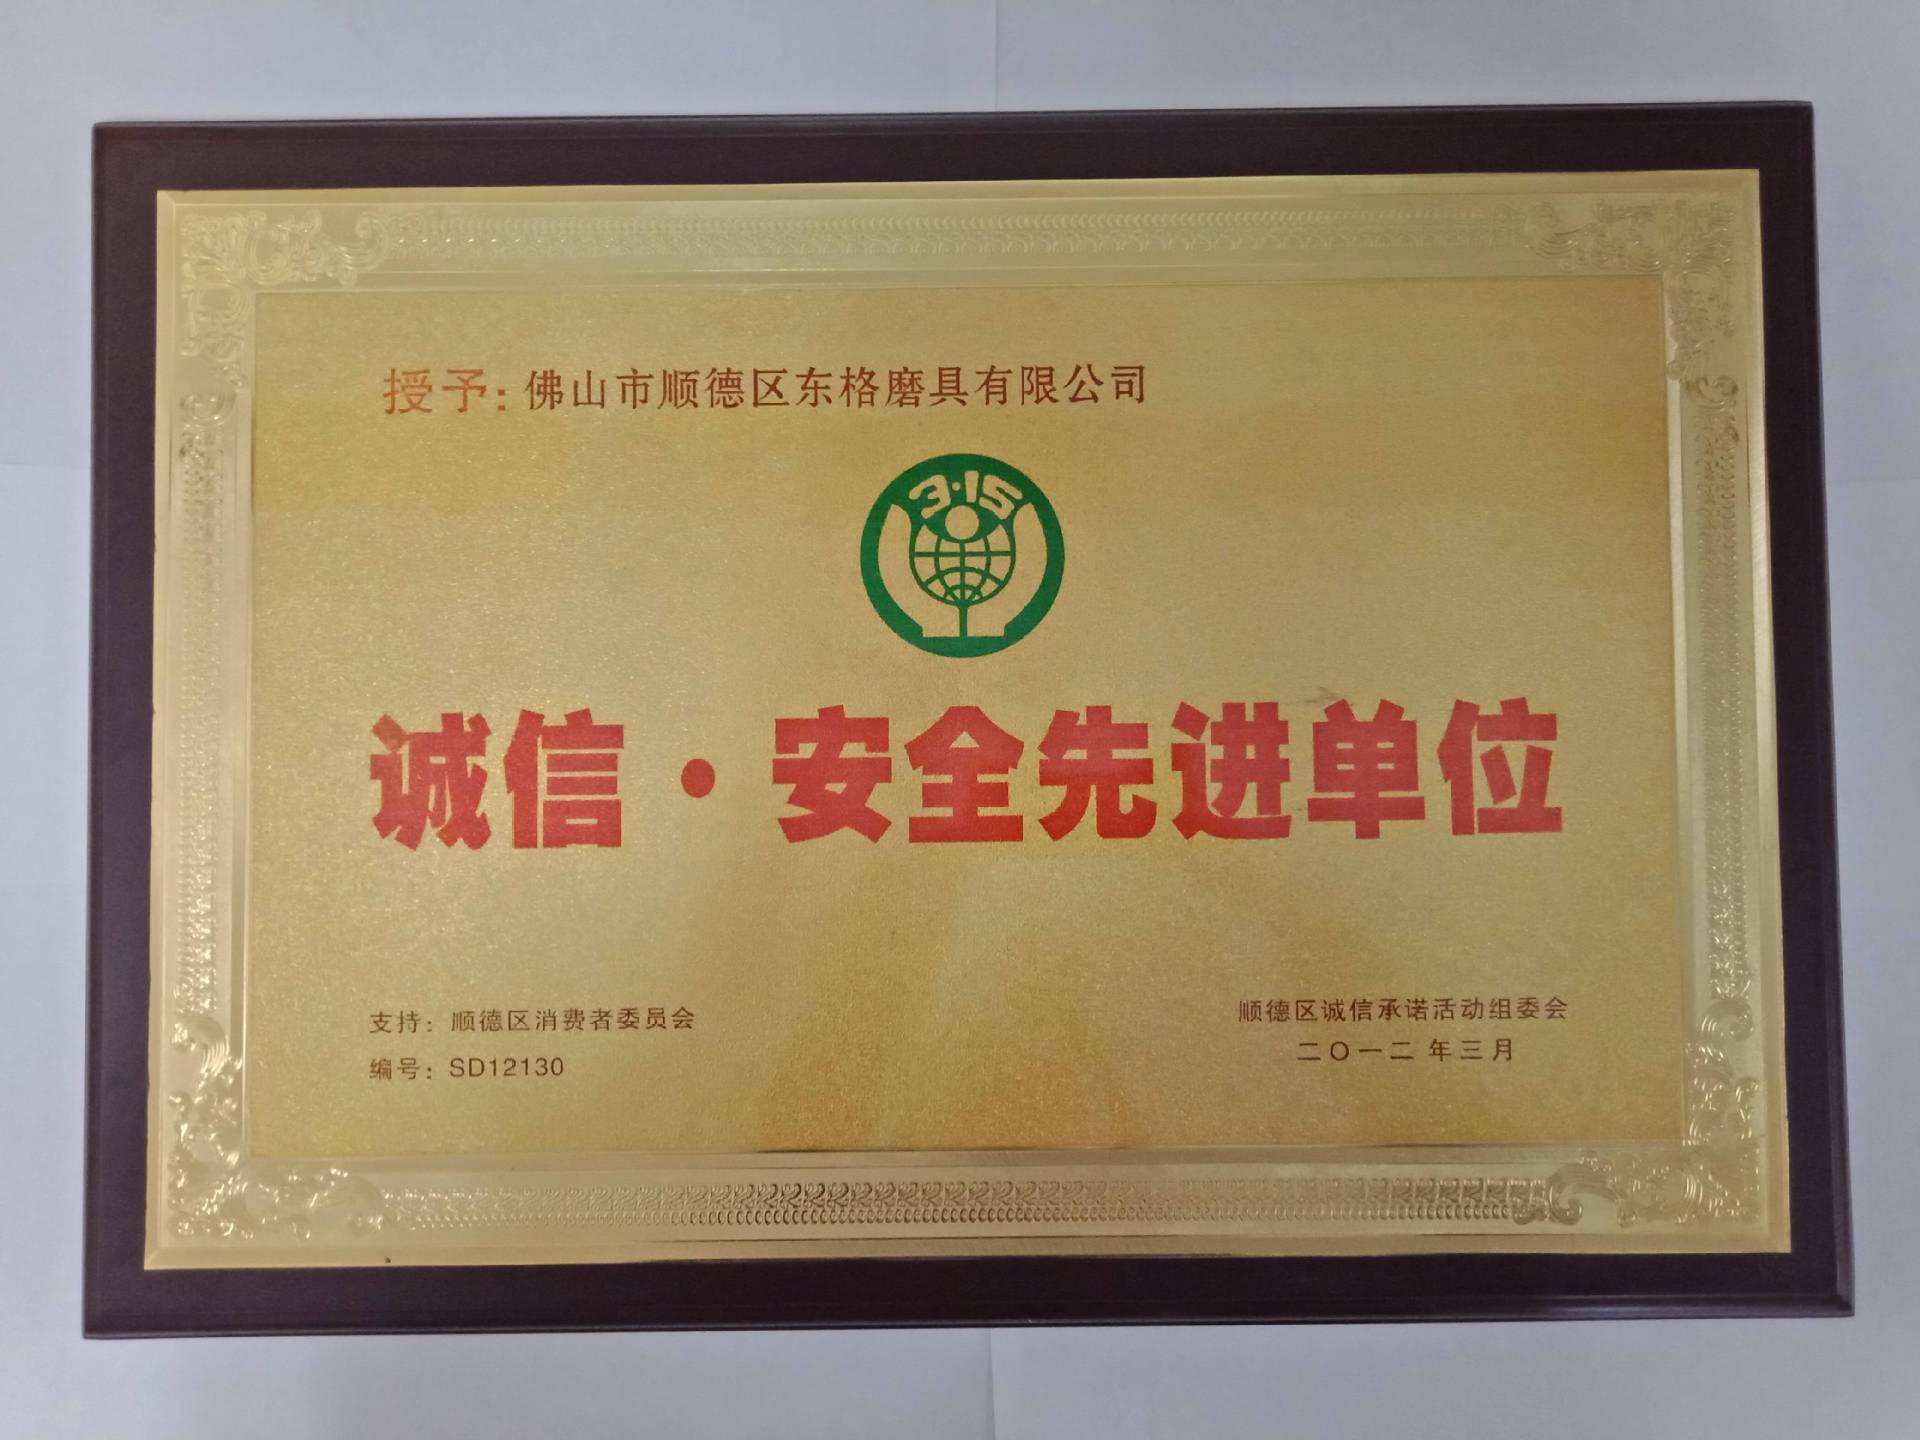 授予：佛山市顺德区东格磨具有限公司
3·15
诚信·安全先进单位
支持：顺德区消费者委员会
编号：SD12130
顺德区诚信承诺活动组委会
二〇一二年三月